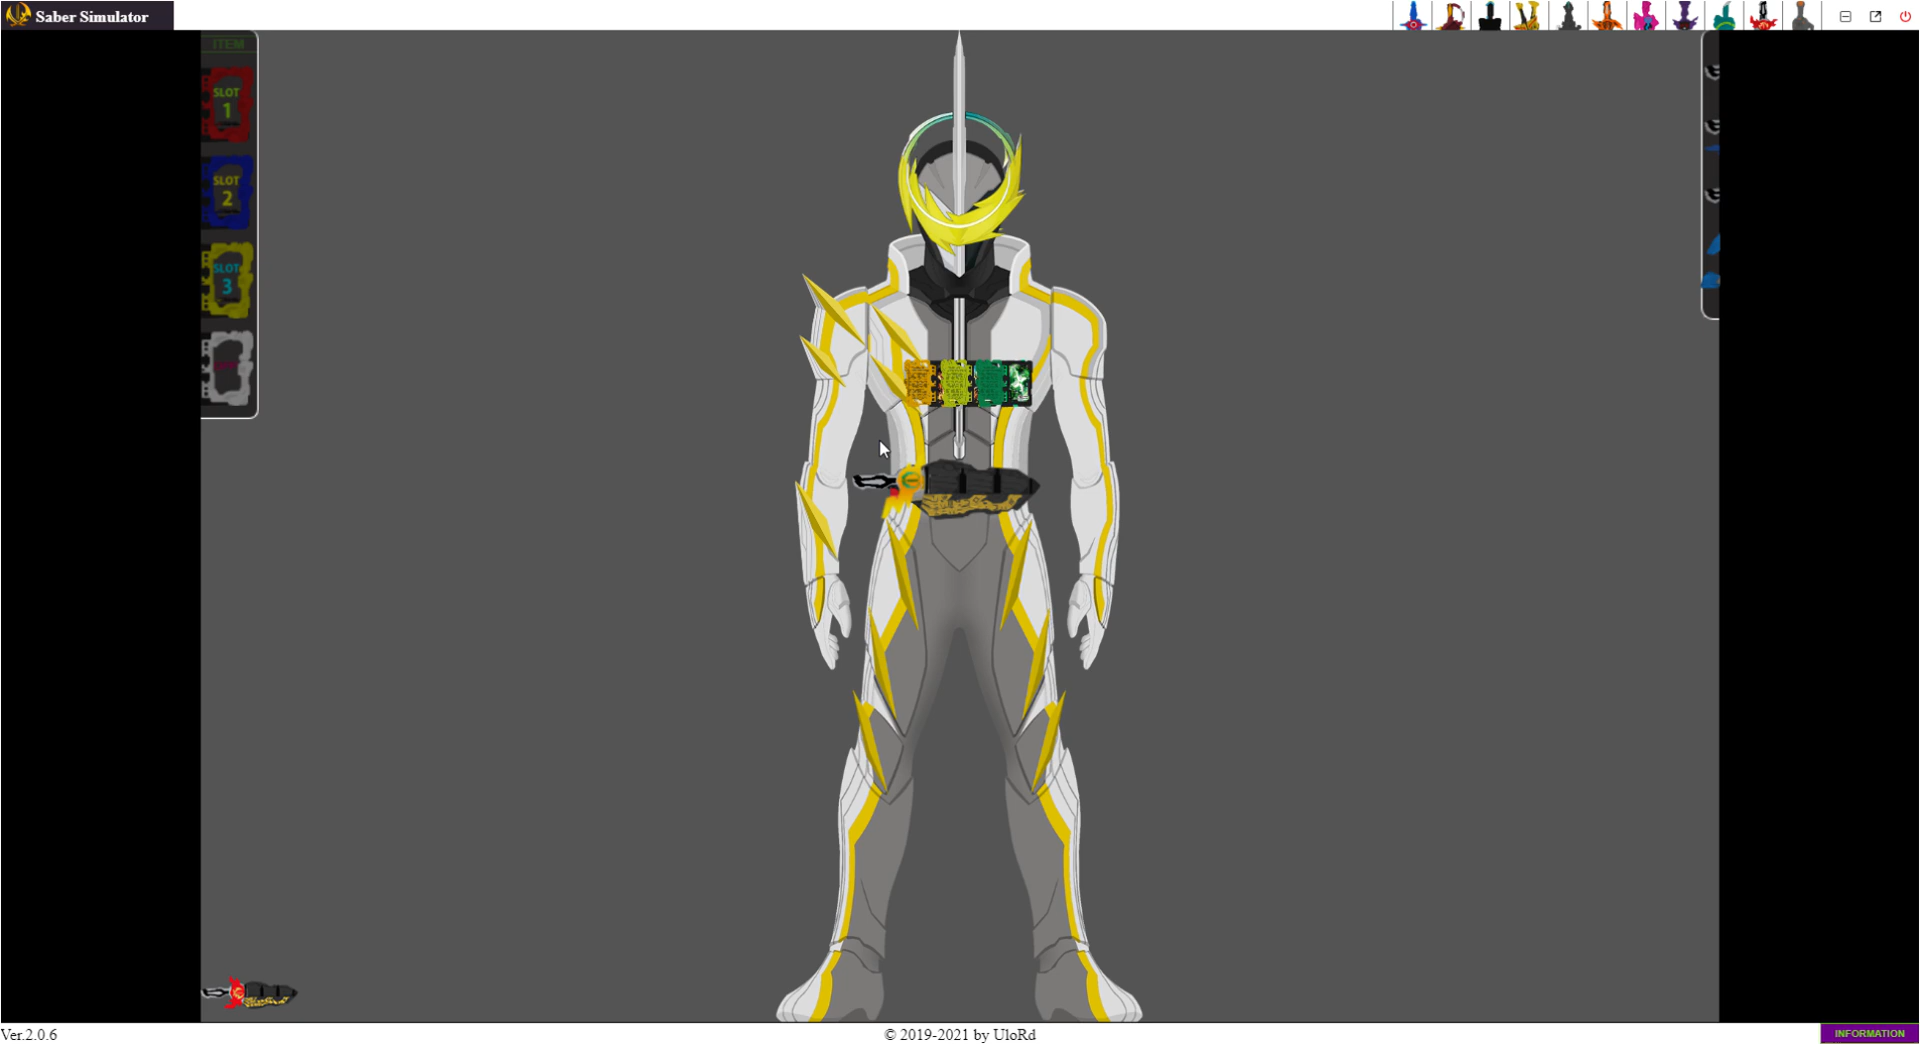 Saber Simulator
ITEM
SLOT
1
SLOT
2
SLOT
3
Ver.2.0.6
© 2019-2021 by UloRd
INFORMATION